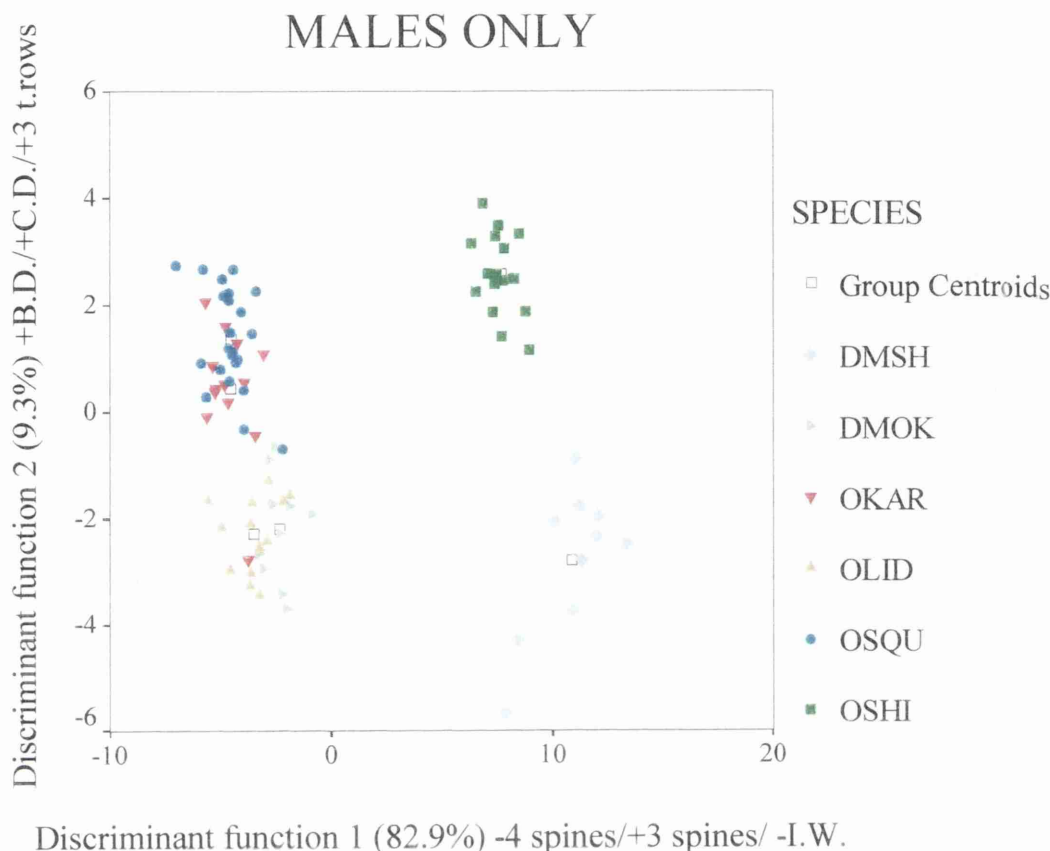 MALES ONLY
Discriminant function 2 (9.3%) +B.D./+C.D./+3 t.rows
6
4
2
0
-2
-4
-6
-10
0
10
20
Discriminant function 1 (82.9%) -4 spines/+3 spines/ -I.W.
SPECIES
Group Centroids
DMSH
DMOK
OKAR
OLID
OSQU
OSHI